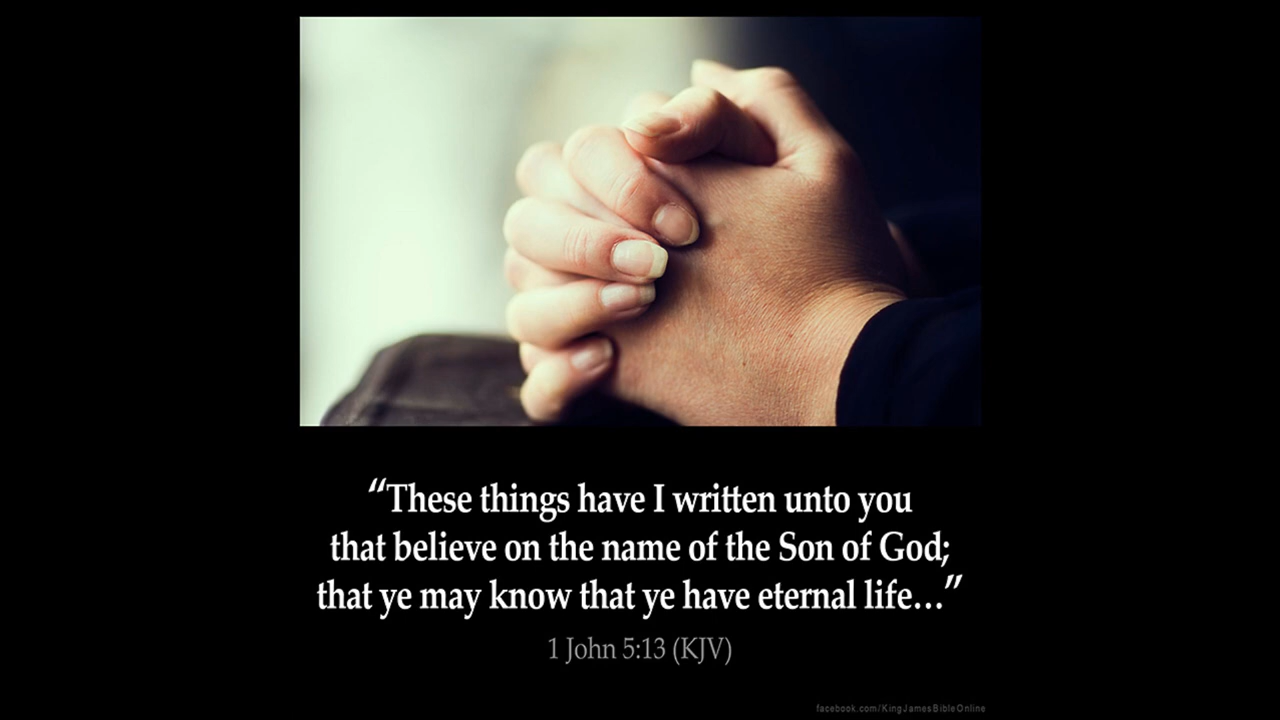 “These things have I written unto you
that believe on the name of the Son of God;
that ye may know that ye have eternal life...”
1 John 5:13 (KJV)
facebook.com/KingJamesBibleOnline